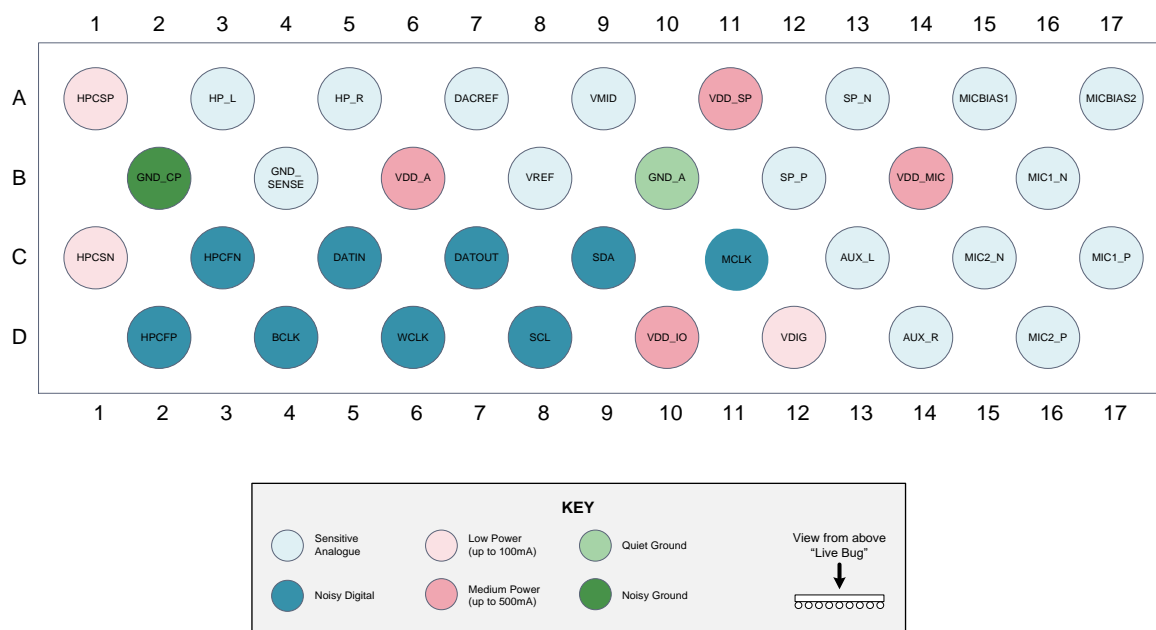 1 2 3 4 5 6 7 8 9 10 11 12 13 14 15 16 17
A HPCSP HP_L HP_R DACREF VMID VDD_SP SP_N MICBIAS1 MICBIAS2
B GND_CP GND_ VDD_A VREF GND_A SP_P VDD_MIC MIC1_N
SENSE
C HPCSN HPCFN DATIN DATOUT SDA MCLK AUX_L MIC2_N MIC1_P
D HPCFP BCLK WCLK SCL VDD_IO VDIG AUX_R MIC2_P
1 2 3 4 5 6 7 8 9 10 11 12 13 14 15 16 17
KEY
Sensitive
Analogue
Low Power
(up to 100mA)
Quiet Ground
Noisy Digital
Medium Power
(up to 500mA)
Noisy Ground
View from above
“Live Bug”